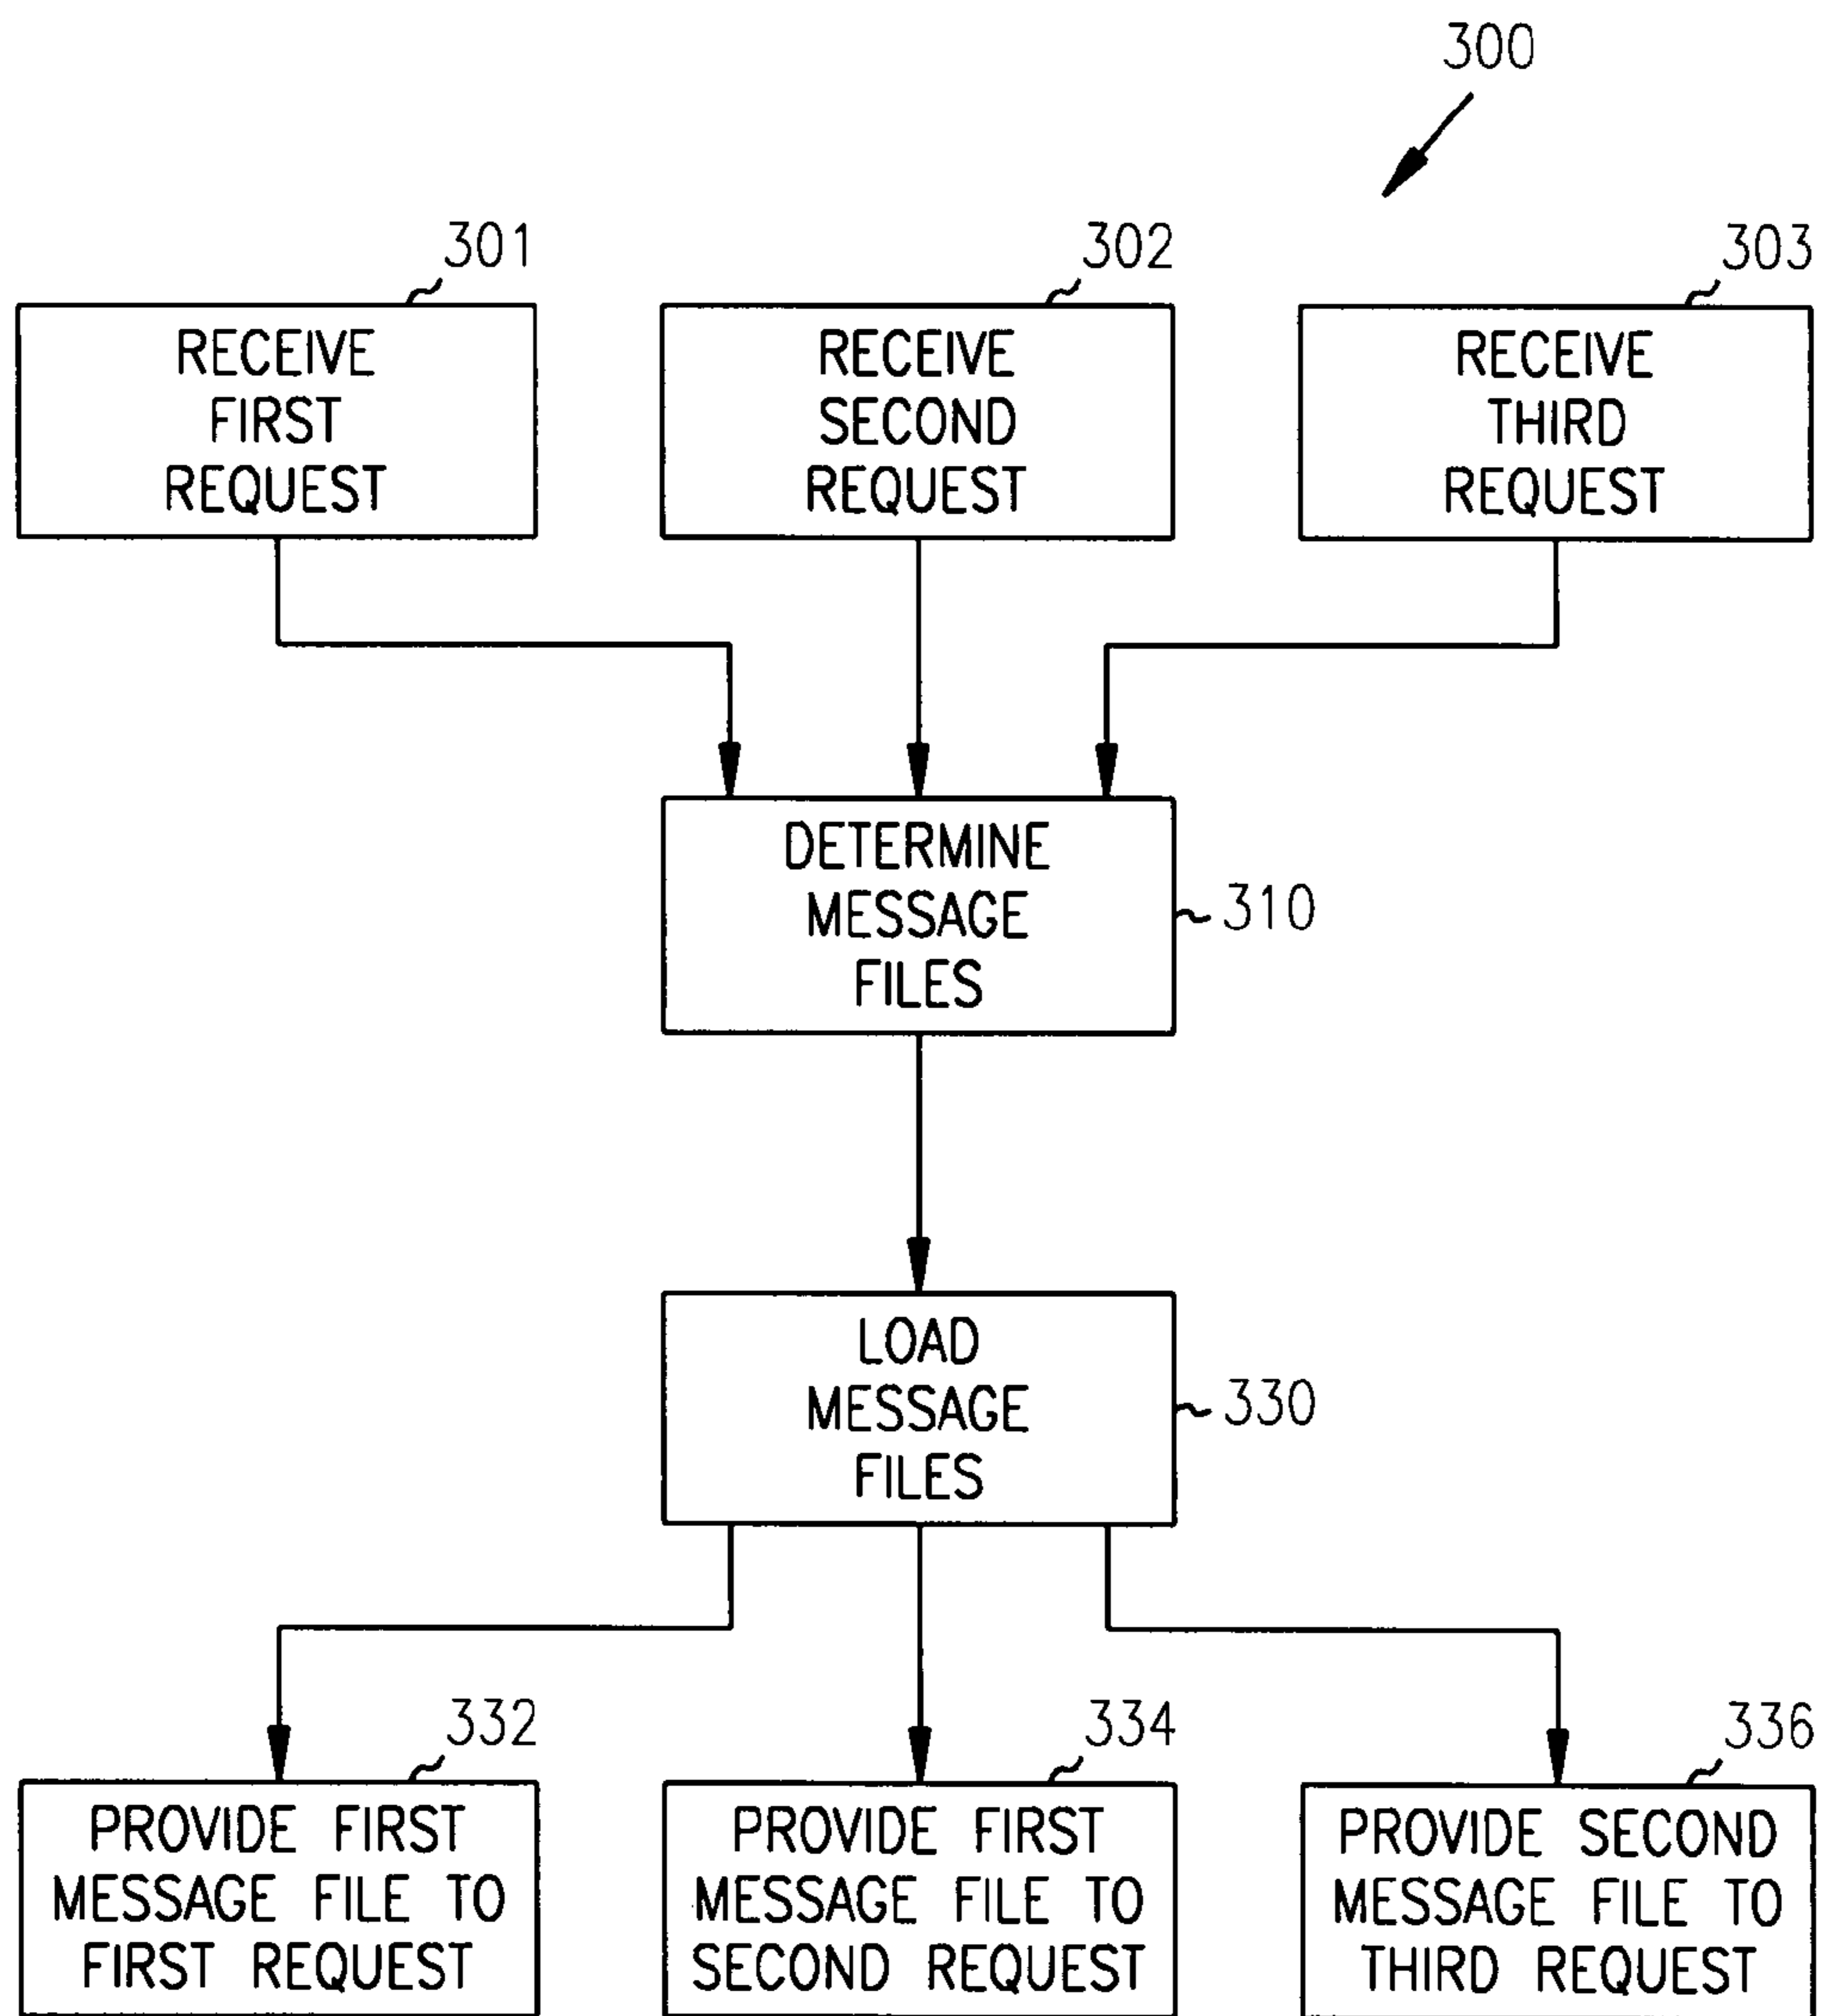 300
301
302
303
RECEIVE
FIRST
REQUEST
RECEIVE
SECOND
REQUEST
RECEIVE
THIRD
REQUEST
DETERMINE
MESSAGE
FILES
310
LOAD
MESSAGE
FILES
330
332
334
336
PROVIDE FIRST
MESSAGE FILE TO
FIRST REQUEST
PROVIDE FIRST
MESSAGE FILE TO
SECOND REQUEST
PROVIDE SECOND
MESSAGE FILE TO
THIRD REQUEST